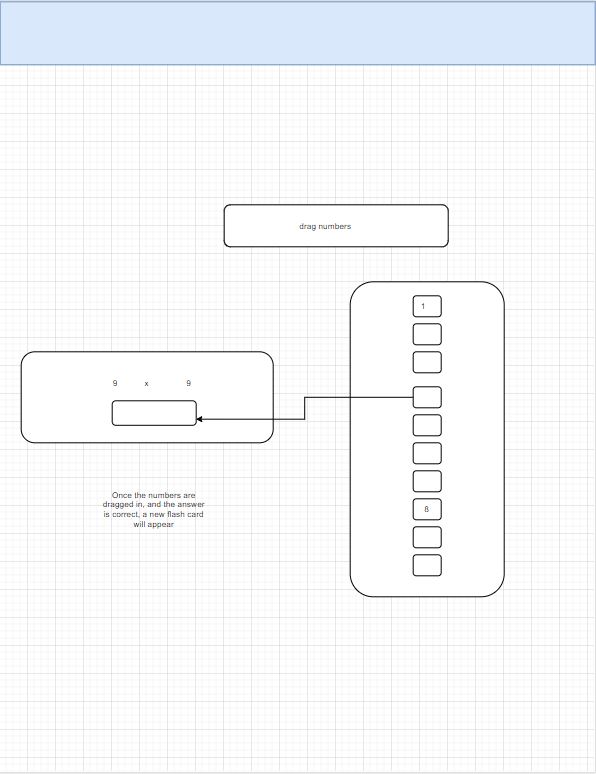 drag numbers
1
9 x 9
8
Once the numbers are
dragged in, and the answer
is correct, a new flash card
will appear